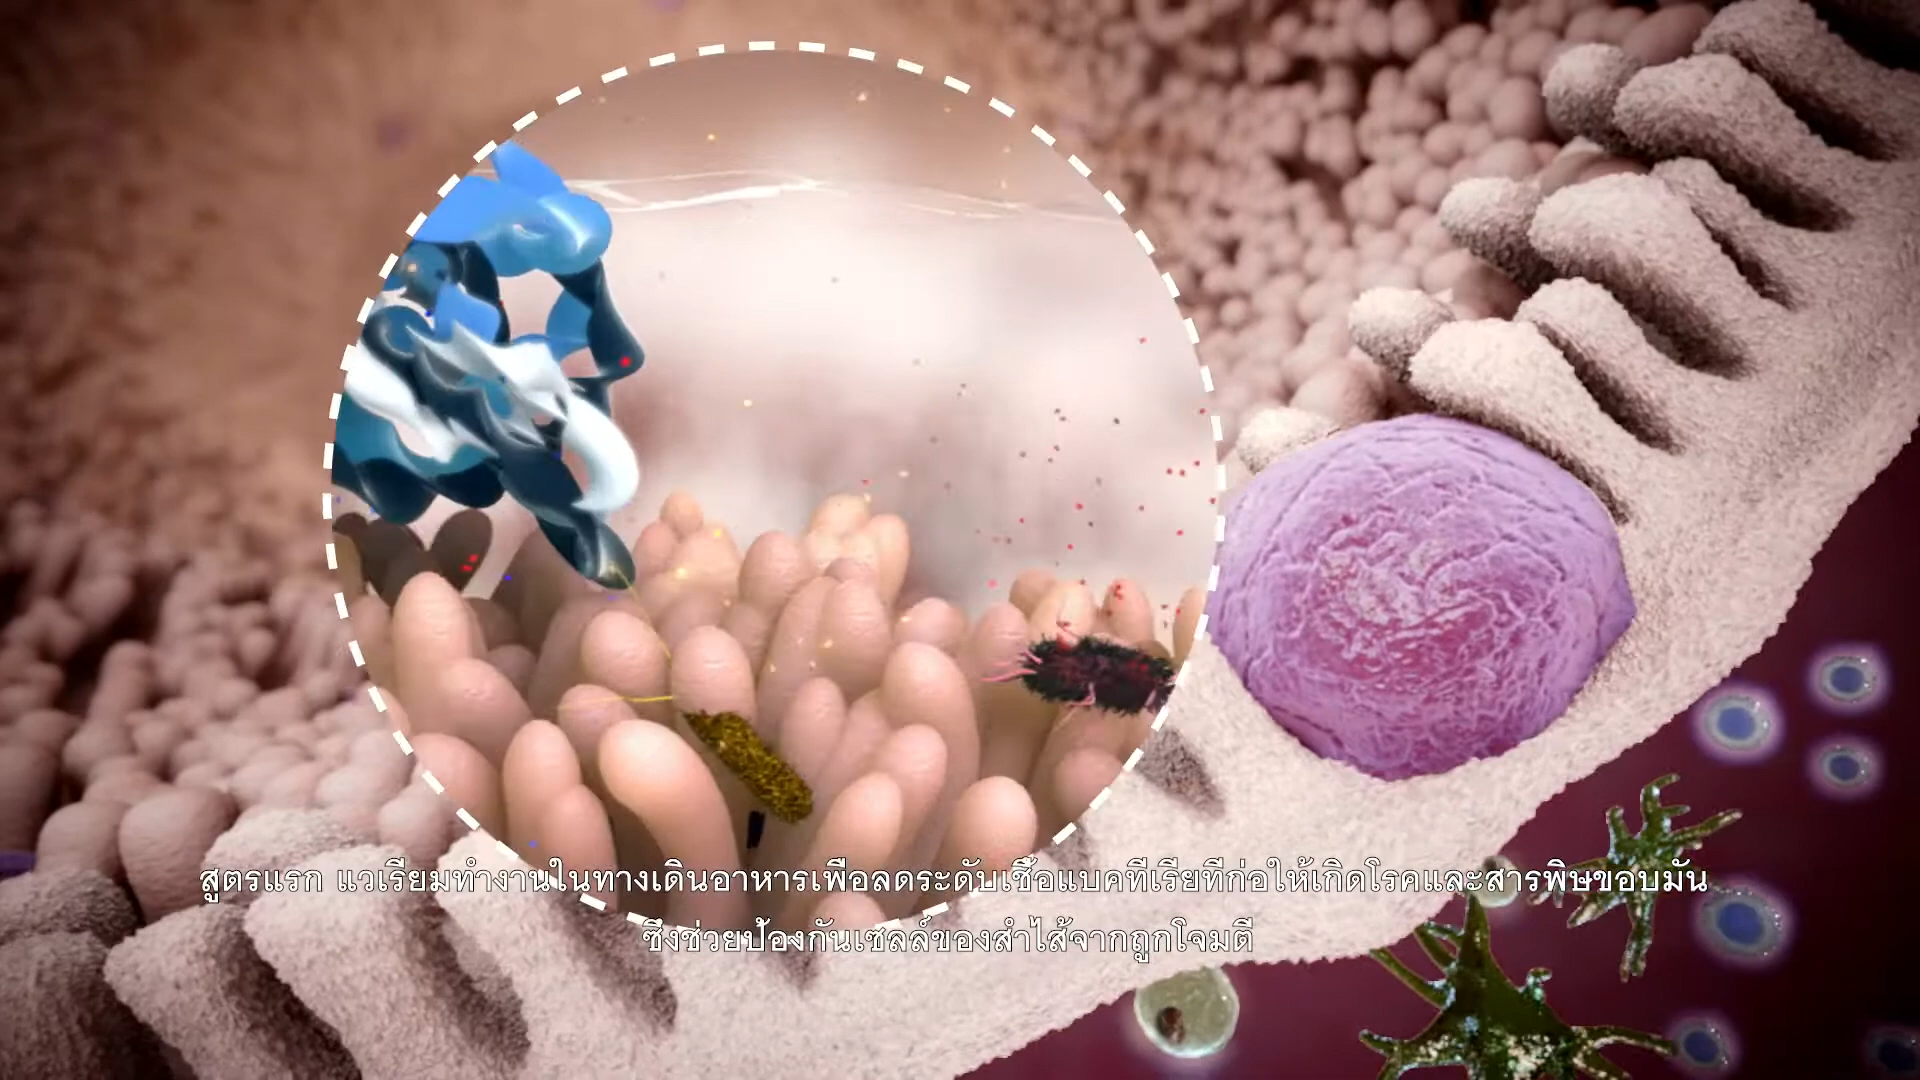 สูตรแรก แวเรียมทำงานในทางเดินอาหารเพื่อลดระดับเชื้อแบคทีเรียที่ก่อให้เกิดโรคและสารพิษของมัน
ซึ่งช่วยป้องกันเซลล์ของลำไส้จากถูกโจมตี